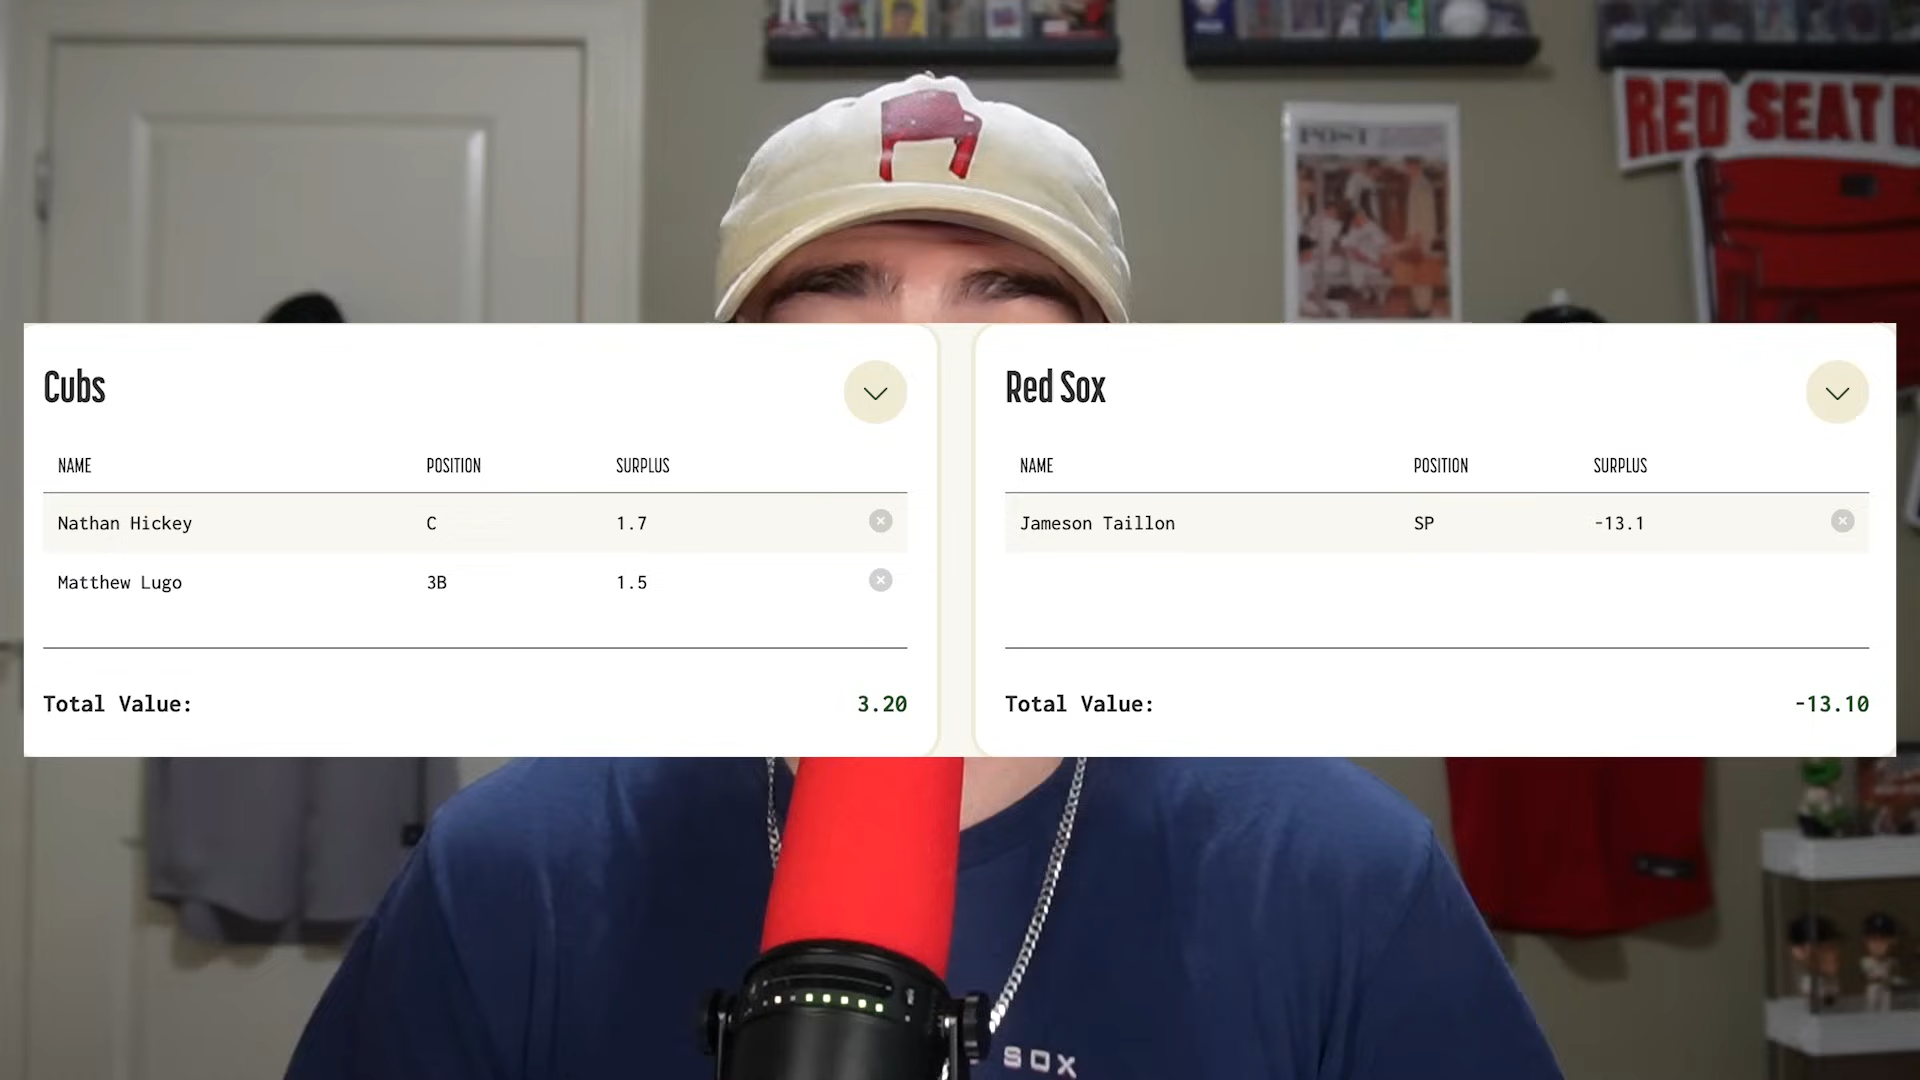 POST
RED SEAT R
Cubs
NAME POSITION SURPLUS
Nathan Hickey C 1.7
Matthew Lugo 3B 1.5
Total Value: 3.20
Red Sox
NAME POSITION SURPLUS
Jameson Taillon SP -13.1
Total Value: -13.10
SOX